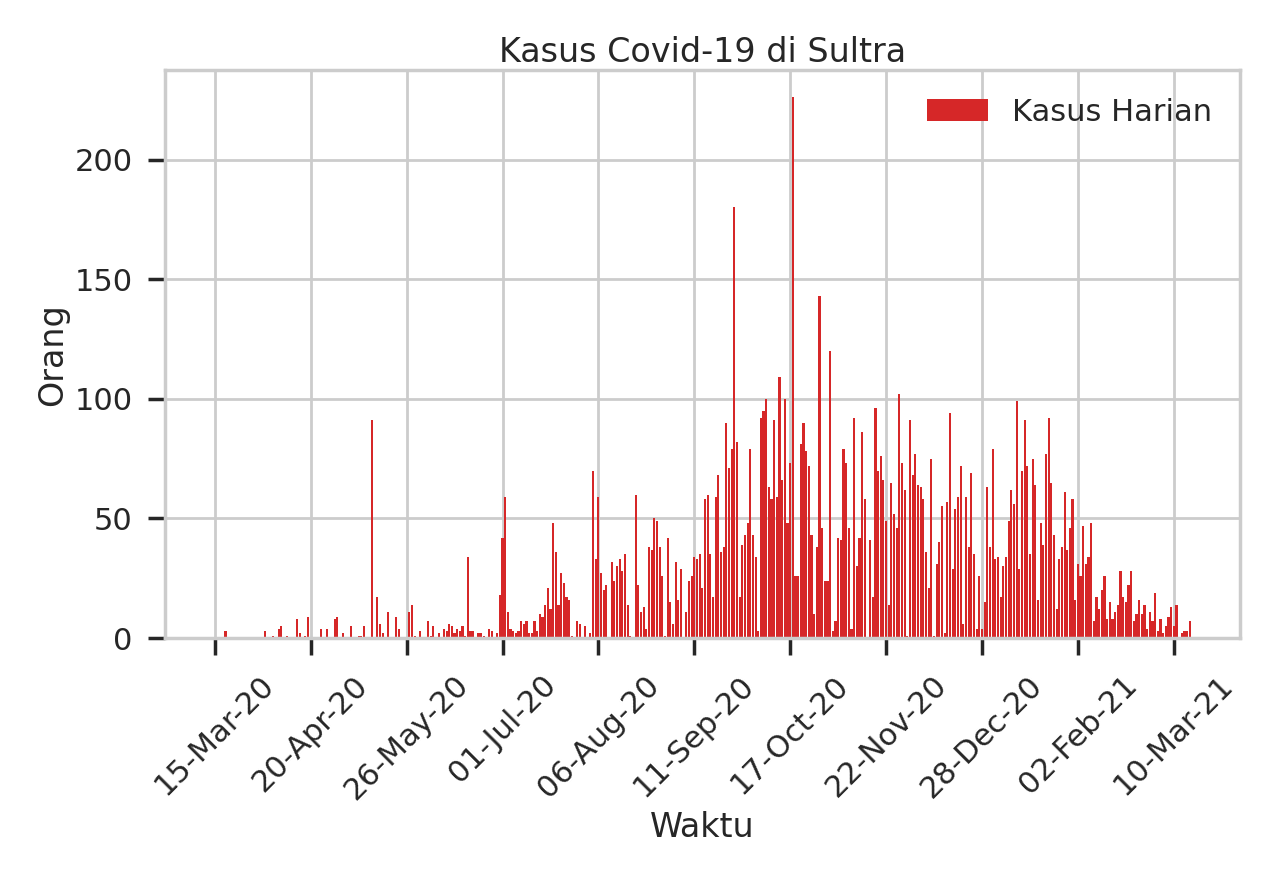 Kasus Covid-19 di Sultra
Kasus Harian
Orang
200
150
100
50
0
15-Mar-20
20-Apr-20
26-May-20
01-Jul-20
06-Aug-20
11-Sep-20
17-Oct-20
22-Nov-20
28-Dec-20
02-Feb-21
10-Mar-21
Waktu